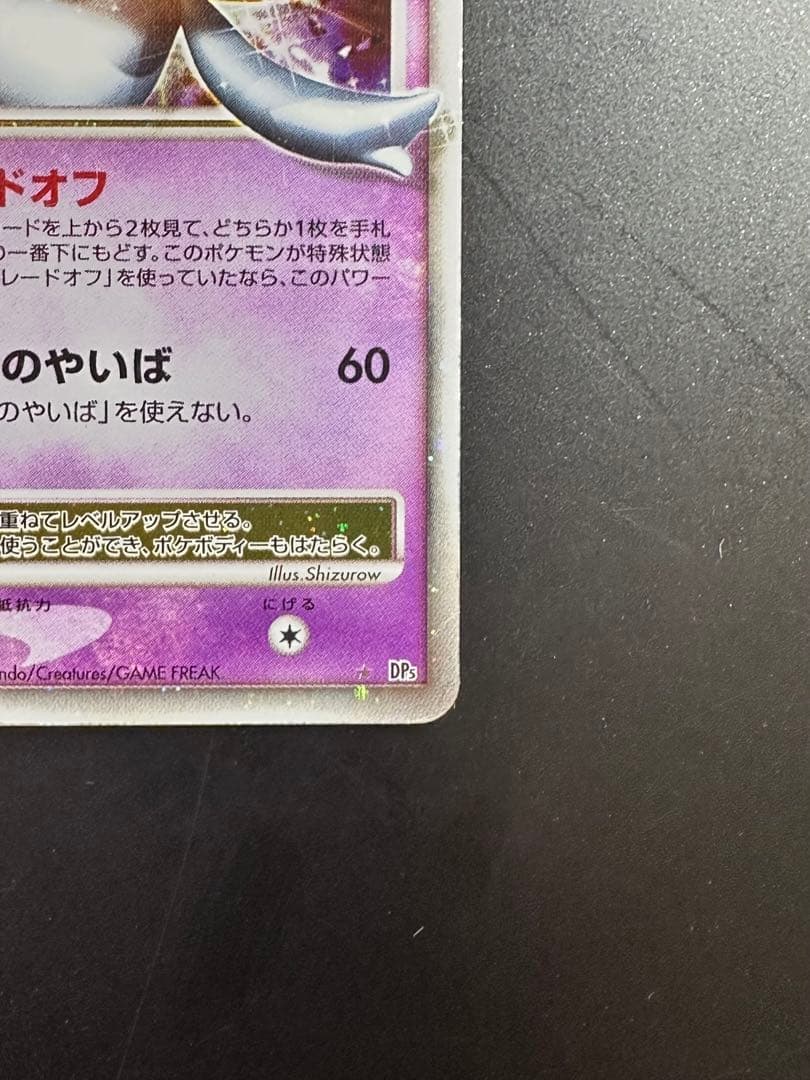 ドオフ
ードを上から2枚見て、どちらか1枚を手札
の一番下にもどす。このポケモンが特殊状態
レードオフ」を使っていたなら、このパワー
のやいば 60
のやいば」を使えない。
重ねてレベルアップさせる。
使うことができ、ポケボディーもはたらく。
Illus.Shizurow
抵抗力 にげる
ndo/Creatures/GAME FREAK ★ DP5